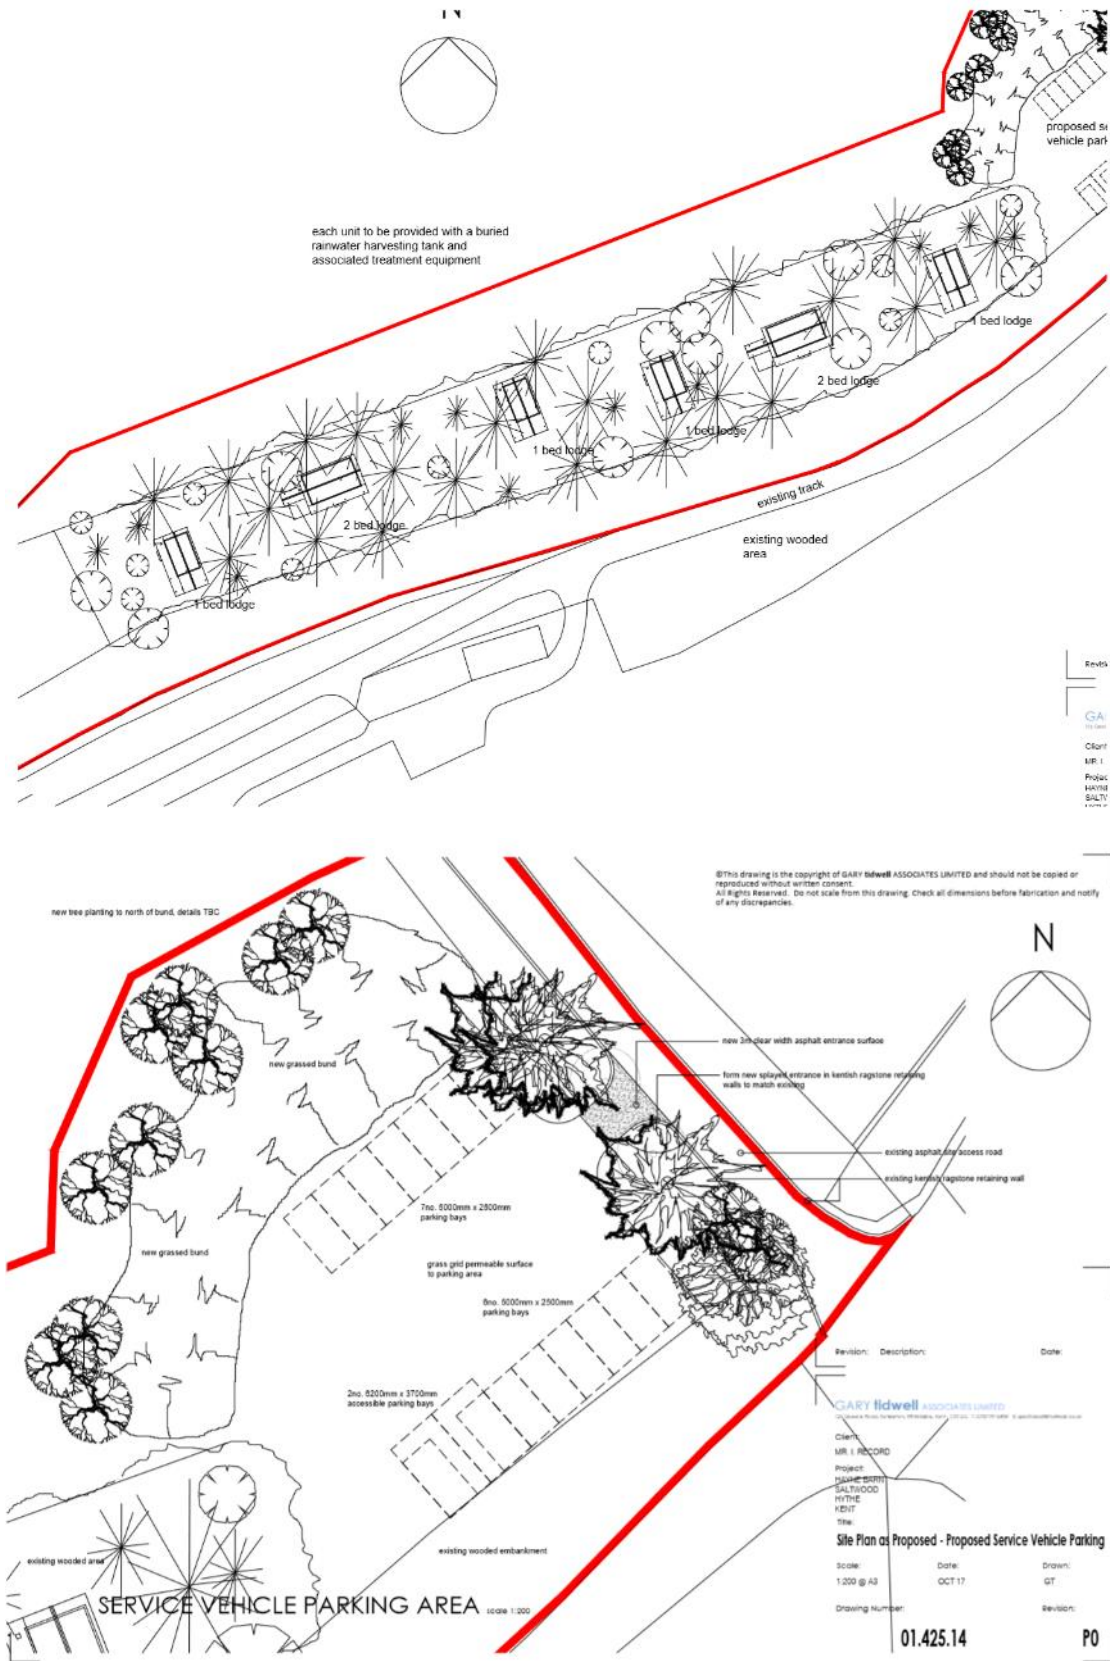 N
proposed se
vehicle park
each unit to be provided with a buried
rainwater harvesting tank and
associated treatment equipment
1 bed lodge
2 bed lodge
1 bed lodge
1 bed lodge
existing track
2 bed lodge
existing wooded
area
1 bed lodge
GA
Client
MR. I.
©This drawing is the copyright of GARY tidwell ASSOCIATES LIMITED and should not be copied or
reproduced without written consent.
All Rights Reserved. Do not scale from this drawing. Check all dimensions before fabrication and notify
of any discrepancies.
new tree planting to north of bund, details TBC
N
new 3m clear width asphalt entrance surface
new grassed bund
form new splayed entrance in kentish ragstone retaining
walls to match existing
existing asphalt site access road
existing kentish ragstone retaining wall
7no. 5000mm x 2500mm
parking bays
new grassed bund
grass grid permeable surface
to parking area
6no. 5000mm x 2500mm
parking bays
Revision: Description: Date:
2no. 6200mm x 3700mm
accessible parking bays
GARY tidwell ASSOCIATES LIMITED
Client:
MR. I. RECORD
Project:
HAYNE BARN
SALTWOOD
HYTHE
KENT
Title:
Site Plan as Proposed - Proposed Service Vehicle Parking
existing wooded embankment
existing wooded area
Scale: Date: Drawn:
1:200 @ A3 OCT 17 GT
SERVICE VEHICLE PARKING AREA scale 1:200
Drawing Number: Revision:
01.425.14 P0